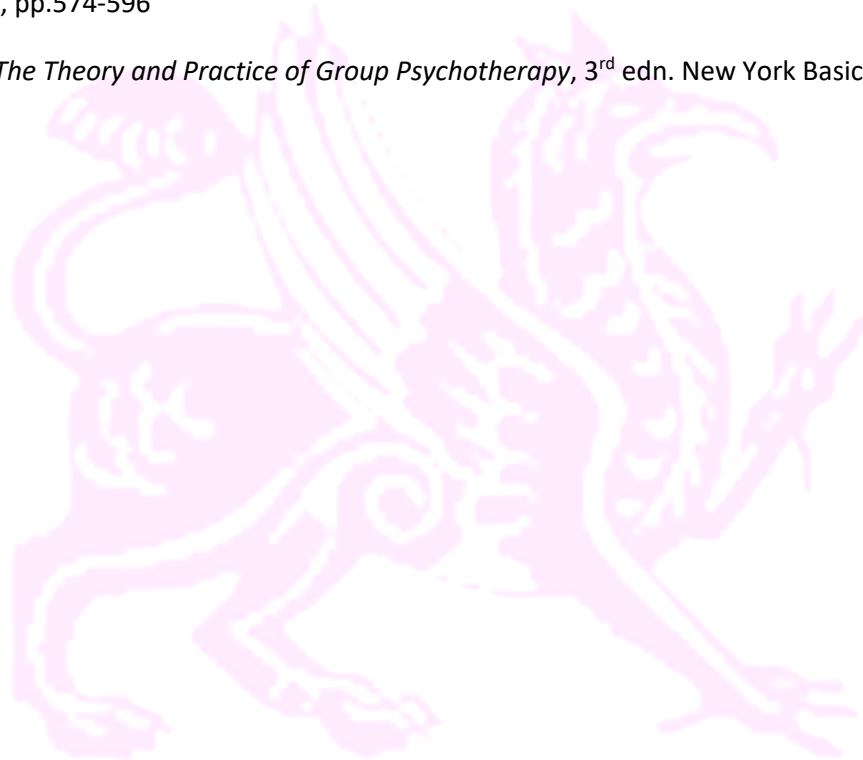 , pp.574-596
The Theory and Practice of Group Psychotherapy, 3rd edn. New York Basic